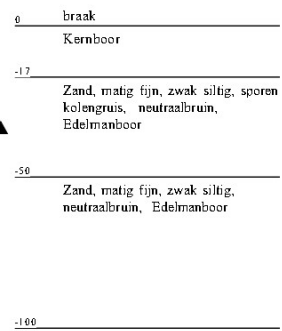 0 braak
Kernboor
-17
Zand, matig fijn, zwak siltig, sporen
kolengruis, neutraalbruin,
Edelmanboor
-50
Zand, matig fijn, zwak siltig,
neutraalbruin, Edelmanboor
-100